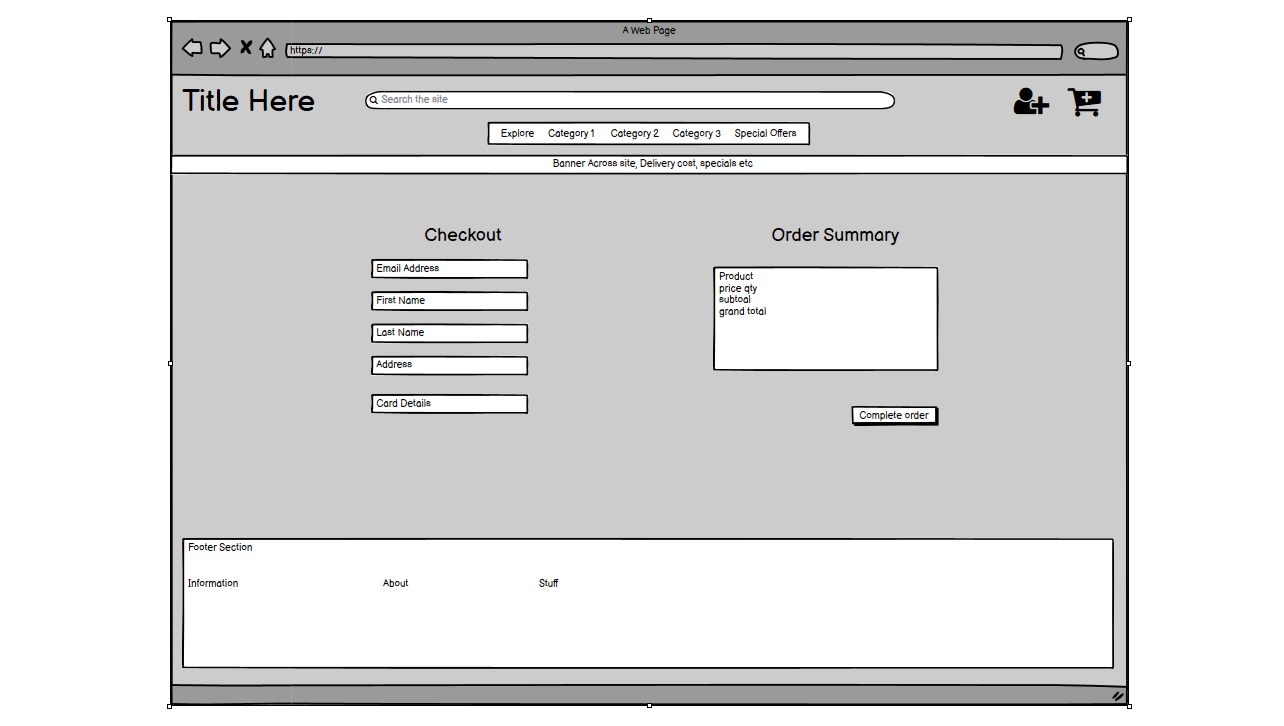 A Web Page
https://
Title Here
Search the site
Explore Category 1 Category 2 Category 3 Special Offers
Banner Across site, Delivery cost, specials etc
Checkout
Email Address
First Name
Last Name
Address
Card Details
Order Summary
Product
price qty
subtoal
grand total
Complete order
Footer Section
Information About Stuff